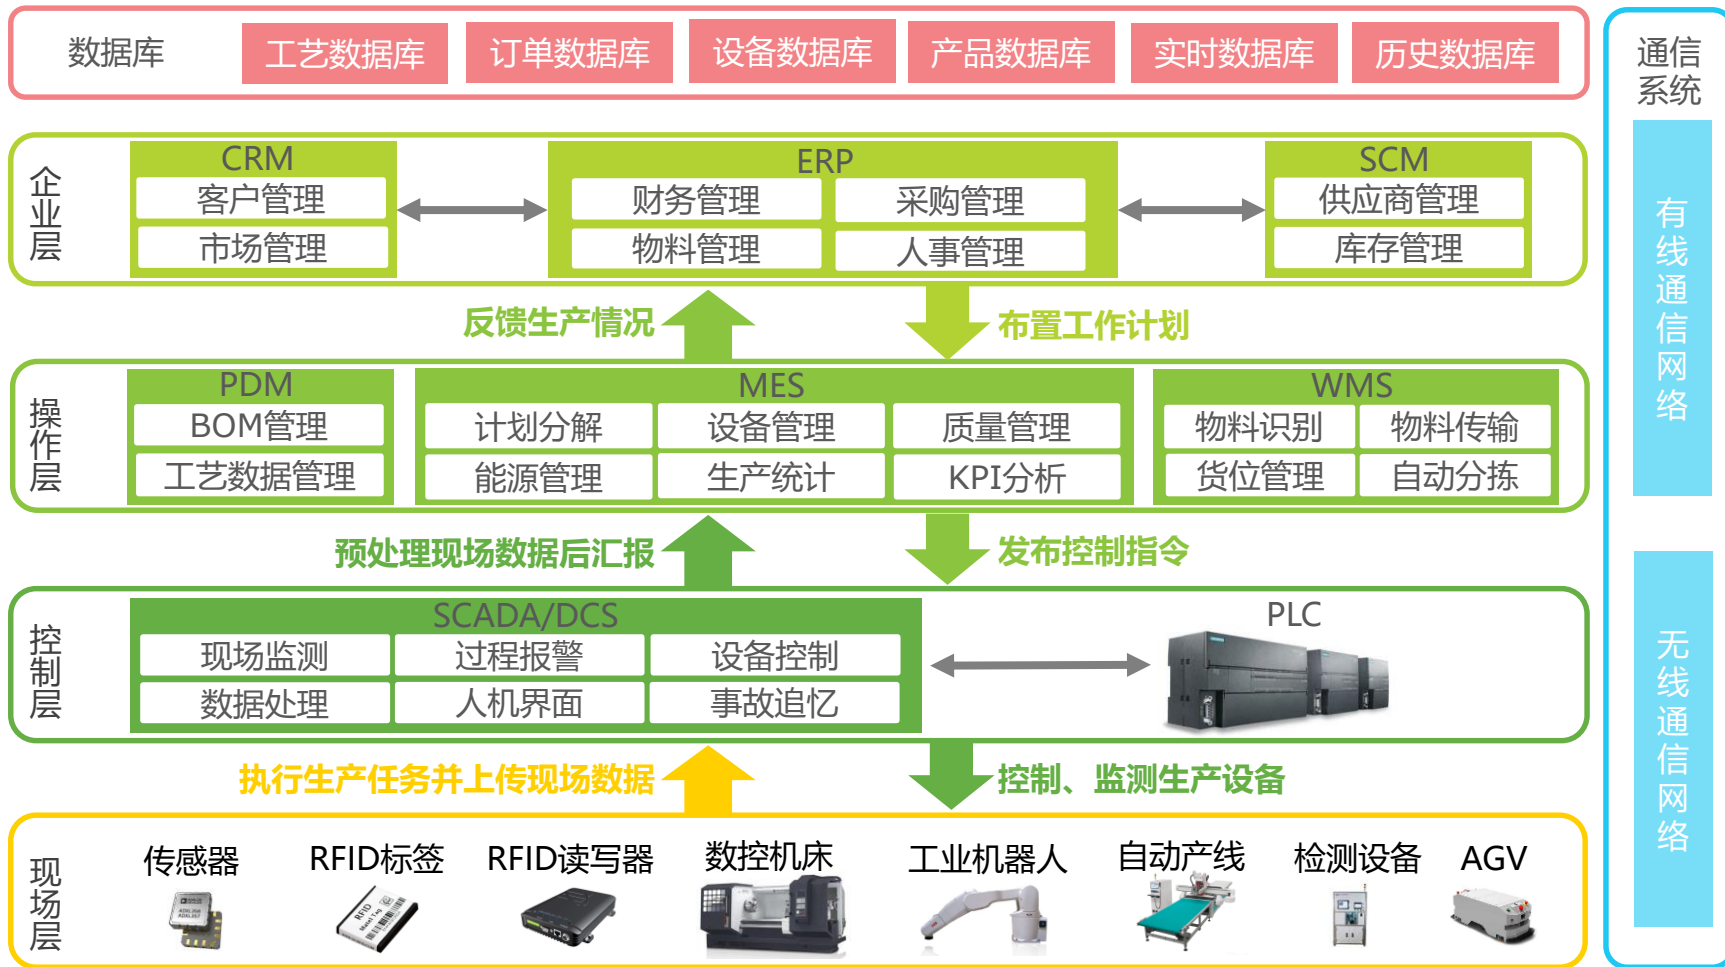 数据库
工艺数据库
订单数据库
设备数据库
产品数据库
实时数据库
历史数据库
通信
系统
有线通信网络
无线通信网络
企业层
CRM
客户管理
市场管理
ERP
财务管理
采购管理
物料管理
人事管理
SCM
供应商管理
库存管理
反馈生产情况
布置工作计划
操作层
PDM
BOM管理
工艺数据管理
MES
计划分解
设备管理
质量管理
能源管理
生产统计
KPI分析
WMS
物料识别
物料传输
货位管理
自动分拣
预处理现场数据后汇报
发布控制指令
控制层
SCADA/DCS
现场监测
过程报警
设备控制
数据处理
人机界面
事故追忆
PLC
执行生产任务并上传现场数据
控制、监测生产设备
现场层
传感器
RFID标签
RFID读写器
数控机床
工业机器人
自动产线
检测设备
AGV
RFID
Metal Tag